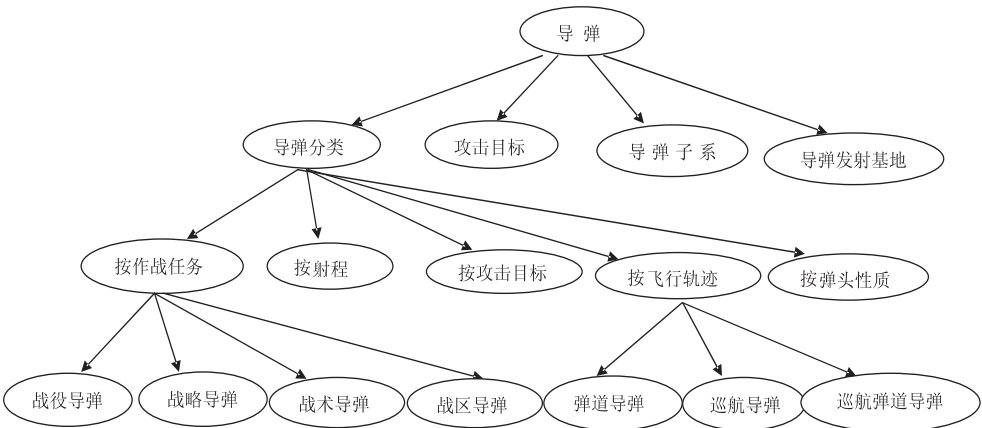 导 弹
导弹分类
攻击目标
导 弹 子 系
导弹发射基地
按作战任务
按射程
按攻击目标
按飞行轨迹
按弹头性质
战役导弹
战略导弹
战术导弹
战区导弹
弹道导弹
巡航导弹
巡航弹道导弹